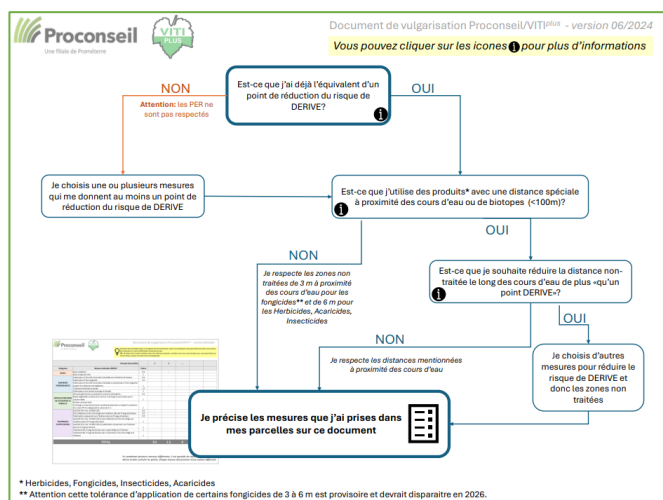 Proconseil
Une filiale de Prométerre
VITI
PLUS
Document de vulgarisation Proconseil/VITIplus - version 06/2024
Vous pouvez cliquer sur les icones i pour plus d'informations
Est-ce que j'ai déjà l'équivalent d'un
point de réduction du risque de
DERIVE?
NON
Attention: les PER ne
sont pas respectés
OUI
Je choisis une ou plusieurs mesures
qui me donnent au moins un point de
réduction du risque de DERIVE
Est-ce que j'utilise des produits* avec une distance spéciale
à proximité des cours d'eau ou de biotopes (<100m)?
NON
Je respecte les zones non
traitées de 3 m à proximité
des cours d'eau pour les
fongicides** et de 6 m pour
les Herbicides, Acaricides,
Insecticides
OUI
Est-ce que je souhaite réduire la distance non-
traitée le long des cours d'eau de plus «qu'un
point DERIVE»?
NON
Je respecte les distances mentionnées
à proximité des cours d'eau
OUI
Je choisis d'autres
mesures pour réduire le
risque de DERIVE et
donc les zones non
traitées
Proconseil
Je précise les mesures que j'ai prises dans
mes parcelles sur ce document
* Herbicides, Fongicides, Insecticides, Acaricides
** Attention cette tolérance d'application de certains fongicides de 3 à 6 m est provisoire et devrait disparaitre en 2026.